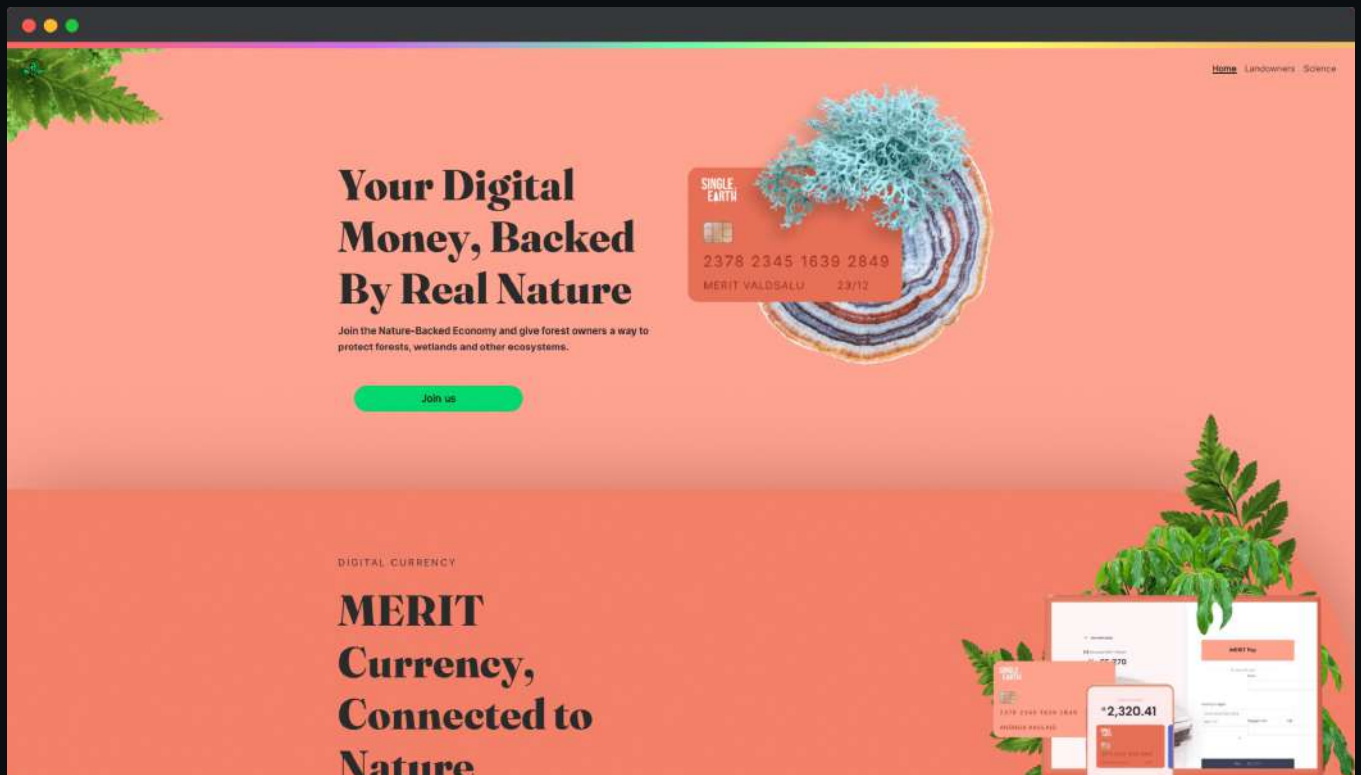 Home Landowners Science
Your Digital
Money, Backed
By Real Nature
Join the Nature-Backed Economy and give forest owners a way to
protect forests, wetlands and other ecosystems.
Join us
SINGLE.
EARTH
2378 2345 1639 2849
MERIT VALDSALU 23/12
DIGITAL CURRENCY
MERIT
Currency,
Connected to
Nature
MERIT Pay
SINGLE
EARTH
2,320.41